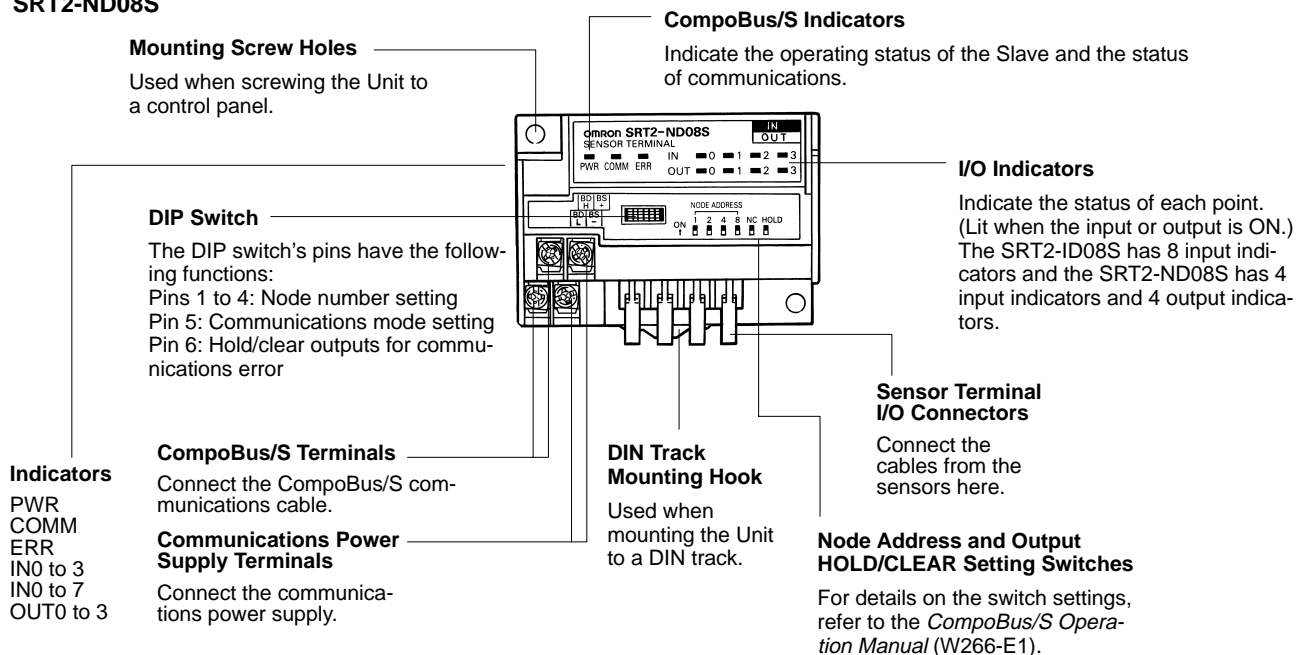 SRT2-ND08S
CompoBus/S Indicators
Indicate the operating status of the Slave and the status
of communications.
Mounting Screw Holes
Used when screwing the Unit to
a control panel.
OMRON SRT2-ND08S
SENSOR TERMINAL
IN
OUT
PWR COMM ERR
IN 0 1 2 3
OUT 0 1 2 3
BD H BS +
BD L BS -
NODE ADDRESS
1 2 4 8 NC HOLD
ON ↑
I/O Indicators
Indicate the status of each point.
(Lit when the input or output is ON.)
The SRT2-ID08S has 8 input indi-
cators and the SRT2-ND08S has 4
input indicators and 4 output indica-
tors.
DIP Switch
The DIP switch's pins have the follow-
ing functions:
Pins 1 to 4: Node number setting
Pin 5: Communications mode setting
Pin 6: Hold/clear outputs for commu-
nications error
Sensor Terminal
I/O Connectors
Connect the
cables from the
sensors here.
Indicators
PWR
COMM
ERR
IN0 to 3
IN0 to 7
OUT0 to 3
CompoBus/S Terminals
Connect the CompoBus/S com-
munications cable.
Communications Power
Supply Terminals
Connect the communica-
tions power supply.
DIN Track
Mounting Hook
Used when
mounting the Unit
to a DIN track.
Node Address and Output
HOLD/CLEAR Setting Switches
For details on the switch settings,
refer to the CompoBus/S Opera-
tion Manual (W266-E1).